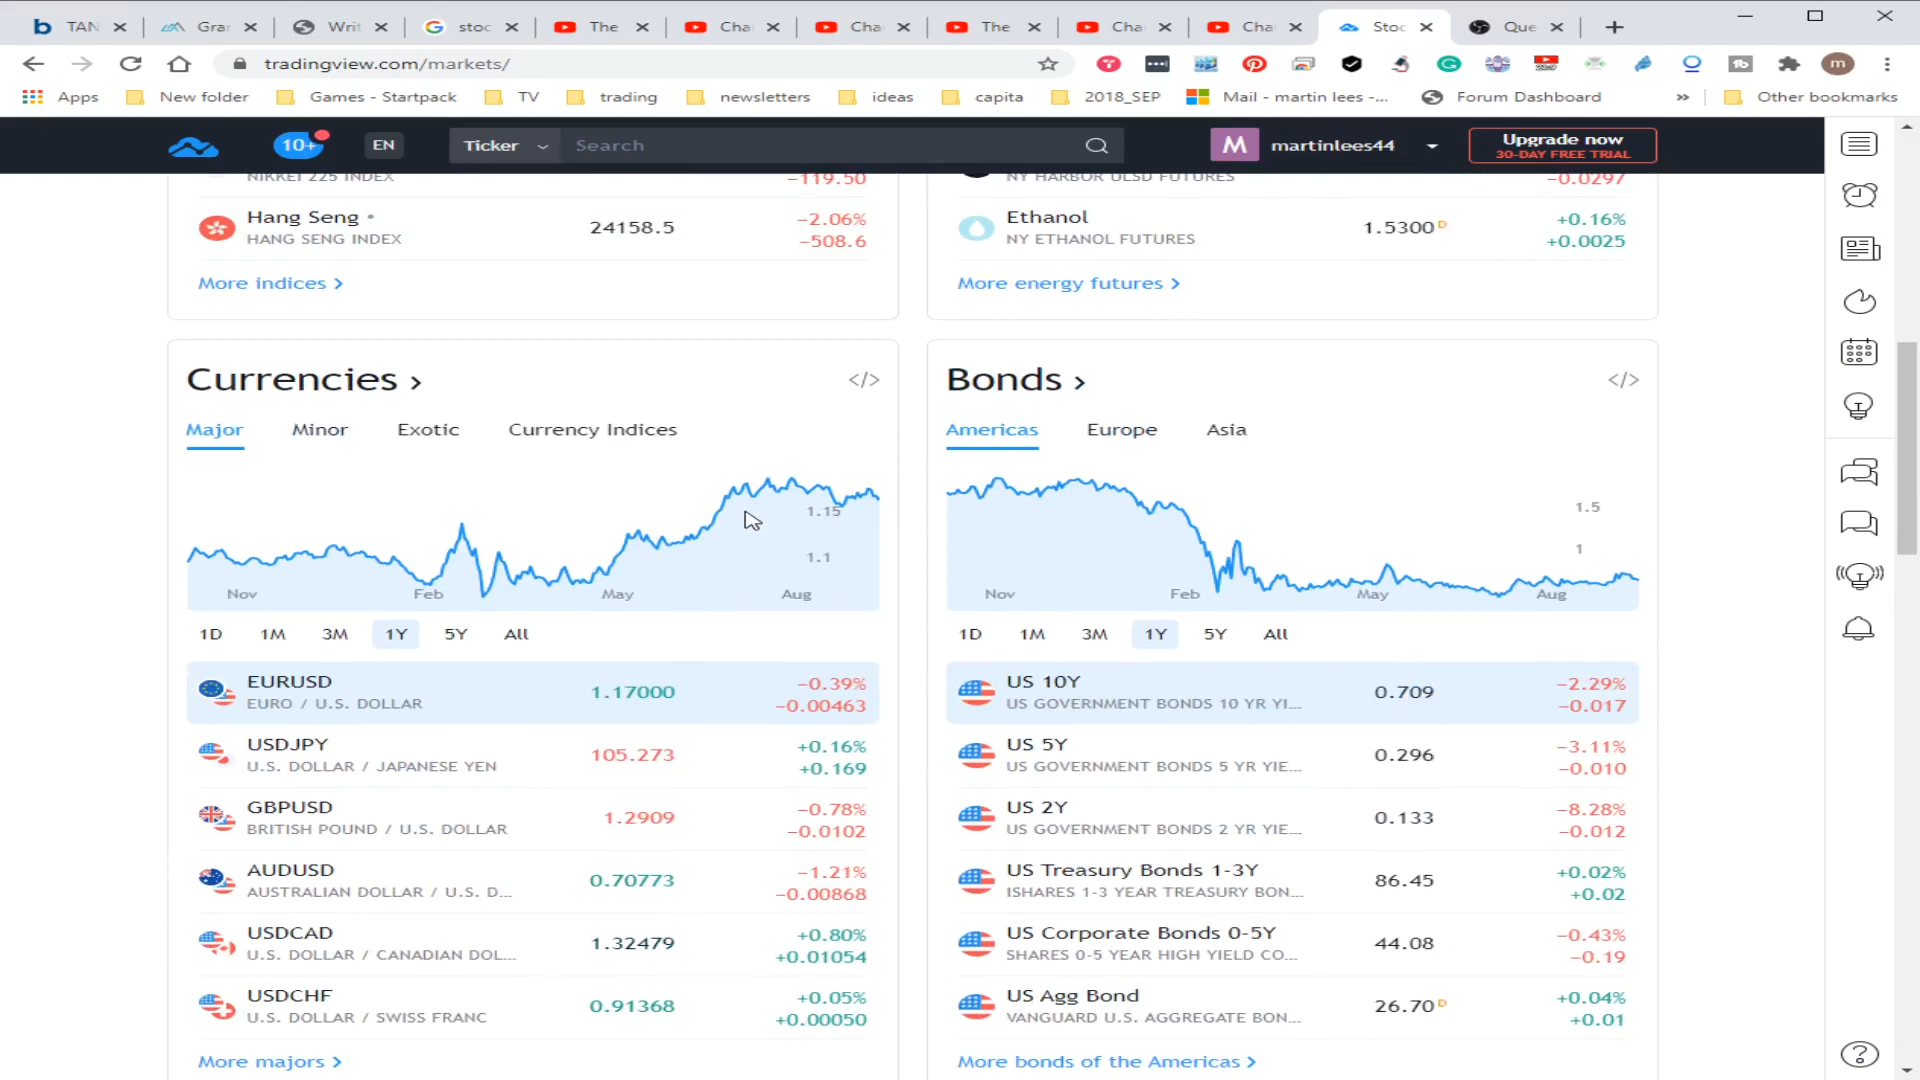 TAN
Grar
Writ
stoc
The
Cha
Cha
The
Cha
Cha
Stoc
Que
tradingview.com/markets/
m
Apps
New folder
Games - Startpack
TV
trading
newsletters
ideas
capita
2018_SEP
Mail - martin lees -...
Forum Dashboard
»
Other bookmarks
10+
EN
Ticker
Search
M
martinlees44
Upgrade now
30-DAY FREE TRIAL
NIKKEI 225 INDEX
−119.50
Hang Seng
HANG SENG INDEX
24158.5
−2.06%
−508.6
More indices >
NY HARBOR ULSD FUTURES
−0.0297
Ethanol
NY ETHANOL FUTURES
1.5300 D
+0.16%
+0.0025
More energy futures >
Currencies >
</>
Major
Minor
Exotic
Currency Indices
1.15
1.1
Nov
Feb
May
Aug
1D
1M
3M
1Y
5Y
All
EURUSD
EURO / U.S. DOLLAR
1.17000
−0.39%
−0.00463
USDJPY
U.S. DOLLAR / JAPANESE YEN
105.273
+0.16%
+0.169
GBPUSD
BRITISH POUND / U.S. DOLLAR
1.2909
−0.78%
−0.0102
AUDUSD
AUSTRALIAN DOLLAR / U.S. D...
0.70773
−1.21%
−0.00868
USDCAD
U.S. DOLLAR / CANADIAN DOL...
1.32479
+0.80%
+0.01054
USDCHF
U.S. DOLLAR / SWISS FRANC
0.91368
+0.05%
+0.00050
More majors >
Bonds >
</>
Americas
Europe
Asia
1.5
1
Nov
Feb
May
Aug
1D
1M
3M
1Y
5Y
All
US 10Y
US GOVERNMENT BONDS 10 YR YI...
0.709
−2.29%
−0.017
US 5Y
US GOVERNMENT BONDS 5 YR YIE...
0.296
−3.11%
−0.010
US 2Y
US GOVERNMENT BONDS 2 YR YIE...
0.133
−8.28%
−0.012
US Treasury Bonds 1-3Y
ISHARES 1-3 YEAR TREASURY BON...
86.45
+0.02%
+0.02
US Corporate Bonds 0-5Y
SHARES 0-5 YEAR HIGH YIELD CO...
44.08
−0.43%
−0.19
US Agg Bond
VANGUARD U.S. AGGREGATE BON...
26.70 D
+0.04%
+0.01
More bonds of the Americas >